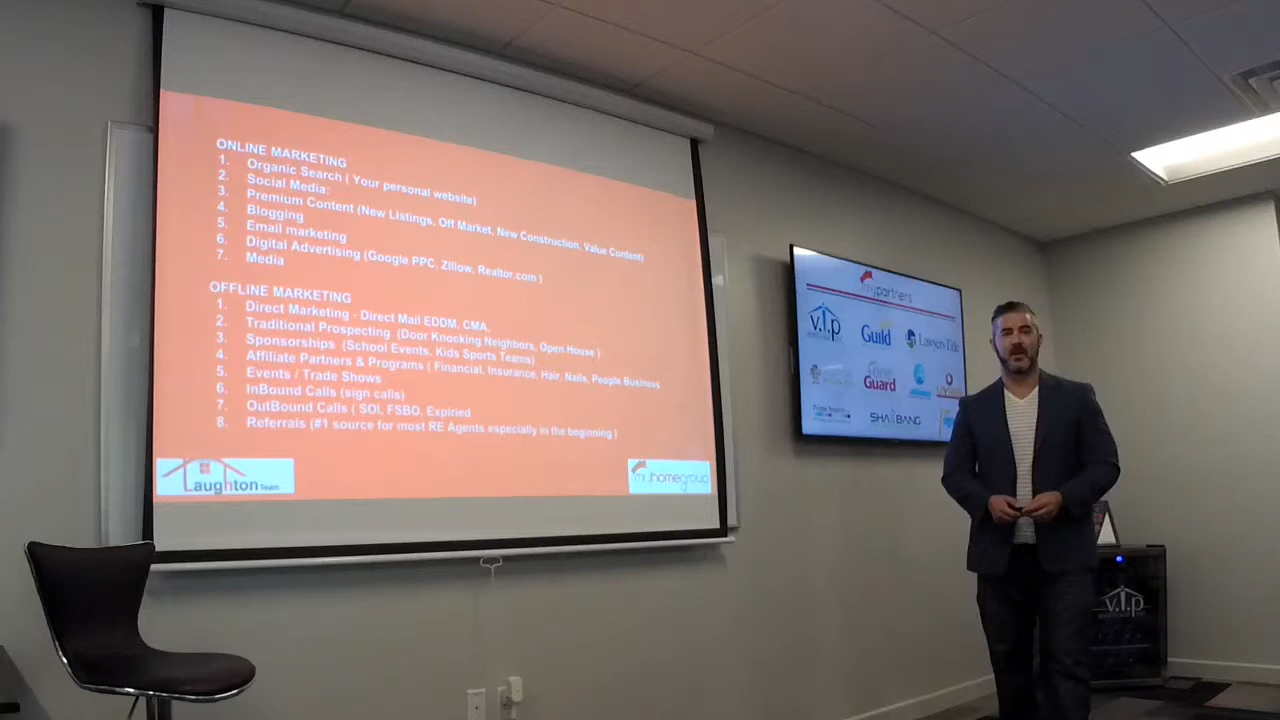 ONLINE MARKETING
1. Organic Search ( Your personal website)
2. Social Media:
3. Premium Content (New Listings, Off Market, New Construction, Value Content)
4. Blogging
5. Email marketing
6. Digital Advertising (Google PPC, Zillow, Realtor.com )
7. Media
OFFLINE MARKETING
1. Direct Marketing - Direct Mail EDDM, CMA,
2. Traditional Prospecting (Door Knocking Neighbors, Open House )
3. Sponsorships (School Events, Kids Sports Teams)
4. Affiliate Partners & Programs ( Financial, Insurance, Hair, Nails, People Business
5. Events / Trade Shows
6. InBound Calls (sign calls)
7. OutBound Calls ( SOI, FSBO, Expiried
8. Referrals (#1 source for most RE Agents especially in the beginning )
Laughton Team
myhomegroup
mypartners
v.i.p
Guild
Lawyers Title
Guard
SHABANG
v.i.p